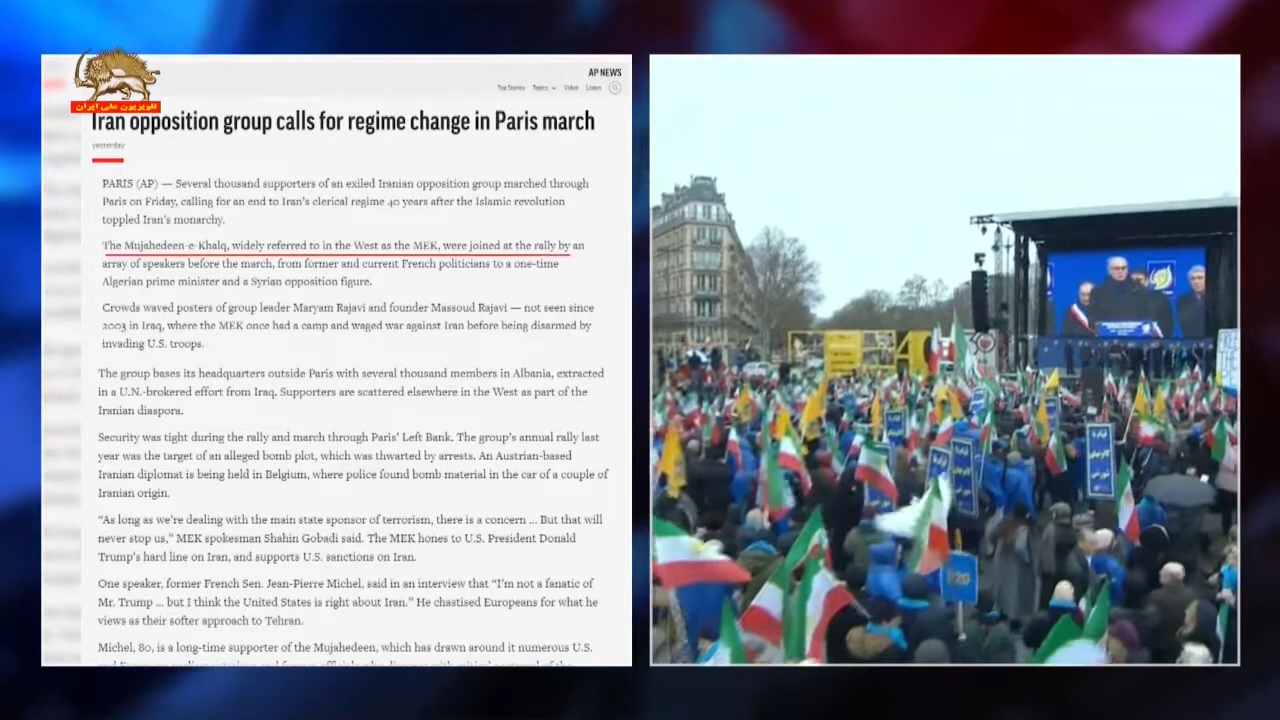 تلویزیون ملی ایران
AP NEWS
Top Stories Topics Video Listen
Iran opposition group calls for regime change in Paris march
yesterday
PARIS (AP) — Several thousand supporters of an exiled Iranian opposition group marched through
Paris on Friday, calling for an end to Iran's clerical regime 40 years after the Islamic revolution
toppled Iran's monarchy.
The Mujahedeen-e-Khalq, widely referred to in the West as the MEK, were joined at the rally by an
array of speakers before the march, from former and current French politicians to a one-time
Algerian prime minister and a Syrian opposition figure.
Crowds waved posters of group leader Maryam Rajavi and founder Massoud Rajavi — not seen since
2003 in Iraq, where the MEK once had a camp and waged war against Iran before being disarmed by
invading U.S. troops.
The group bases its headquarters outside Paris with several thousand members in Albania, extracted
in a U.N.-brokered effort from Iraq. Supporters are scattered elsewhere in the West as part of the
Iranian diaspora.
Security was tight during the rally and march through Paris' Left Bank. The group's annual rally last
year was the target of an alleged bomb plot, which was thwarted by arrests. An Austrian-based
Iranian diplomat is being held in Belgium, where police found bomb material in the car of a couple of
Iranian origin.
“As long as we're dealing with the main state sponsor of terrorism, there is a concern ... But that will
never stop us,” MEK spokesman Shahin Gobadi said. The MEK hones to U.S. President Donald
Trump's hard line on Iran, and supports U.S. sanctions on Iran.
One speaker, former French Sen. Jean-Pierre Michel, said in an interview that “I'm not a fanatic of
Mr. Trump ... but I think the United States is right about Iran.” He chastised Europeans for what he
views as their softer approach to Tehran.
Michel, 80, is a long-time supporter of the Mujahedeen, which has drawn around it numerous U.S.